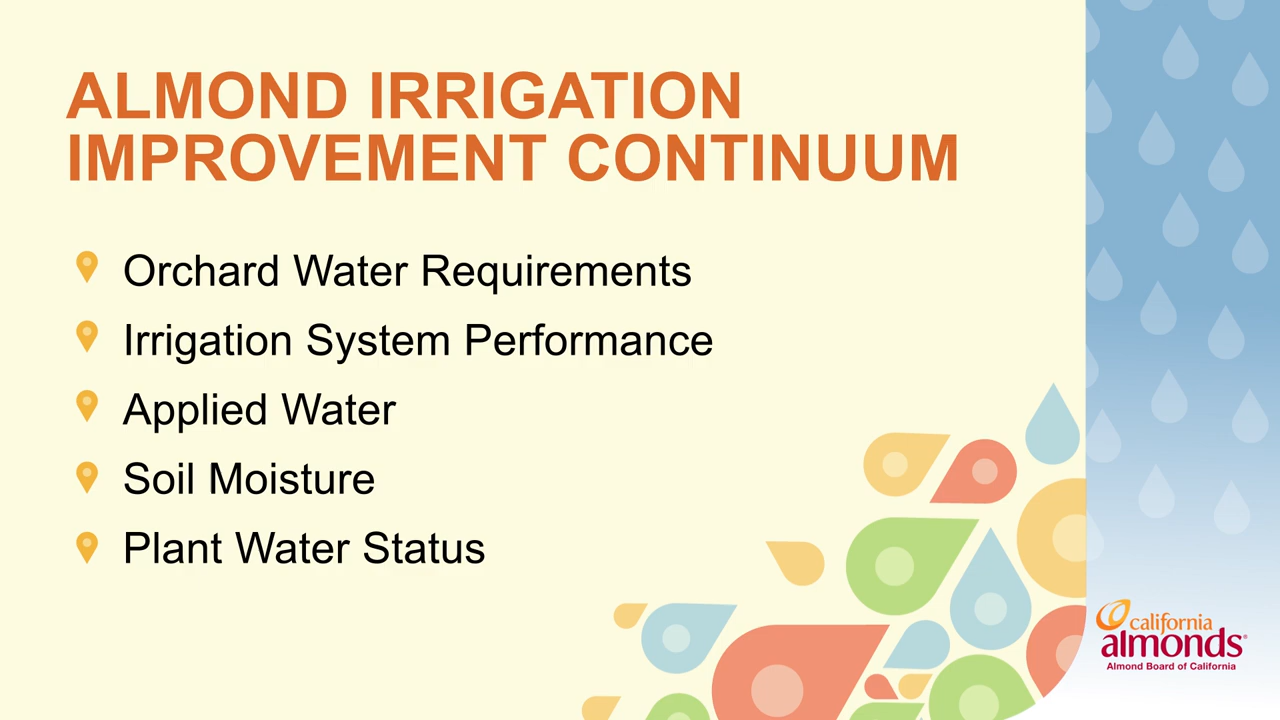 ALMOND IRRIGATION
IMPROVEMENT CONTINUUM
Orchard Water Requirements
Irrigation System Performance
Applied Water
Soil Moisture
Plant Water Status
california
almonds®
Almond Board of California